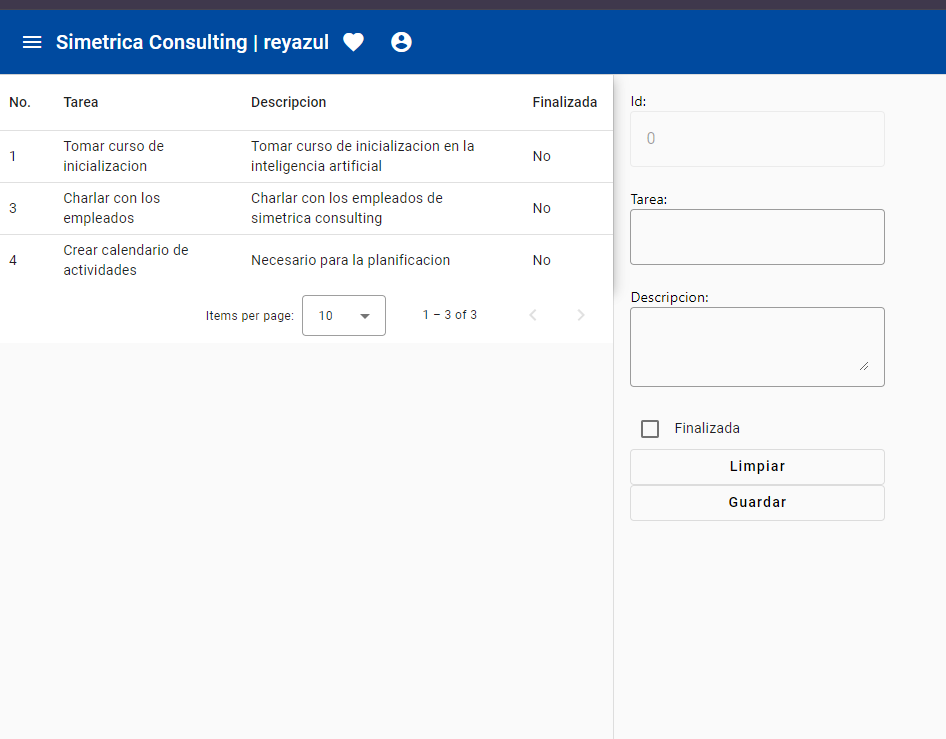 Simetrica Consulting | reyazul
No. Tarea Descripcion Finalizada
1 Tomar curso de inicializacion Tomar curso de inicializacion en la inteligencia artificial No
3 Charlar con los empleados Charlar con los empleados de simetrica consulting No
4 Crear calendario de actividades Necesario para la planificacion No
Items per page: 10 1 – 3 of 3
Id:
0
Tarea:
Descripcion:
Finalizada
Limpiar
Guardar